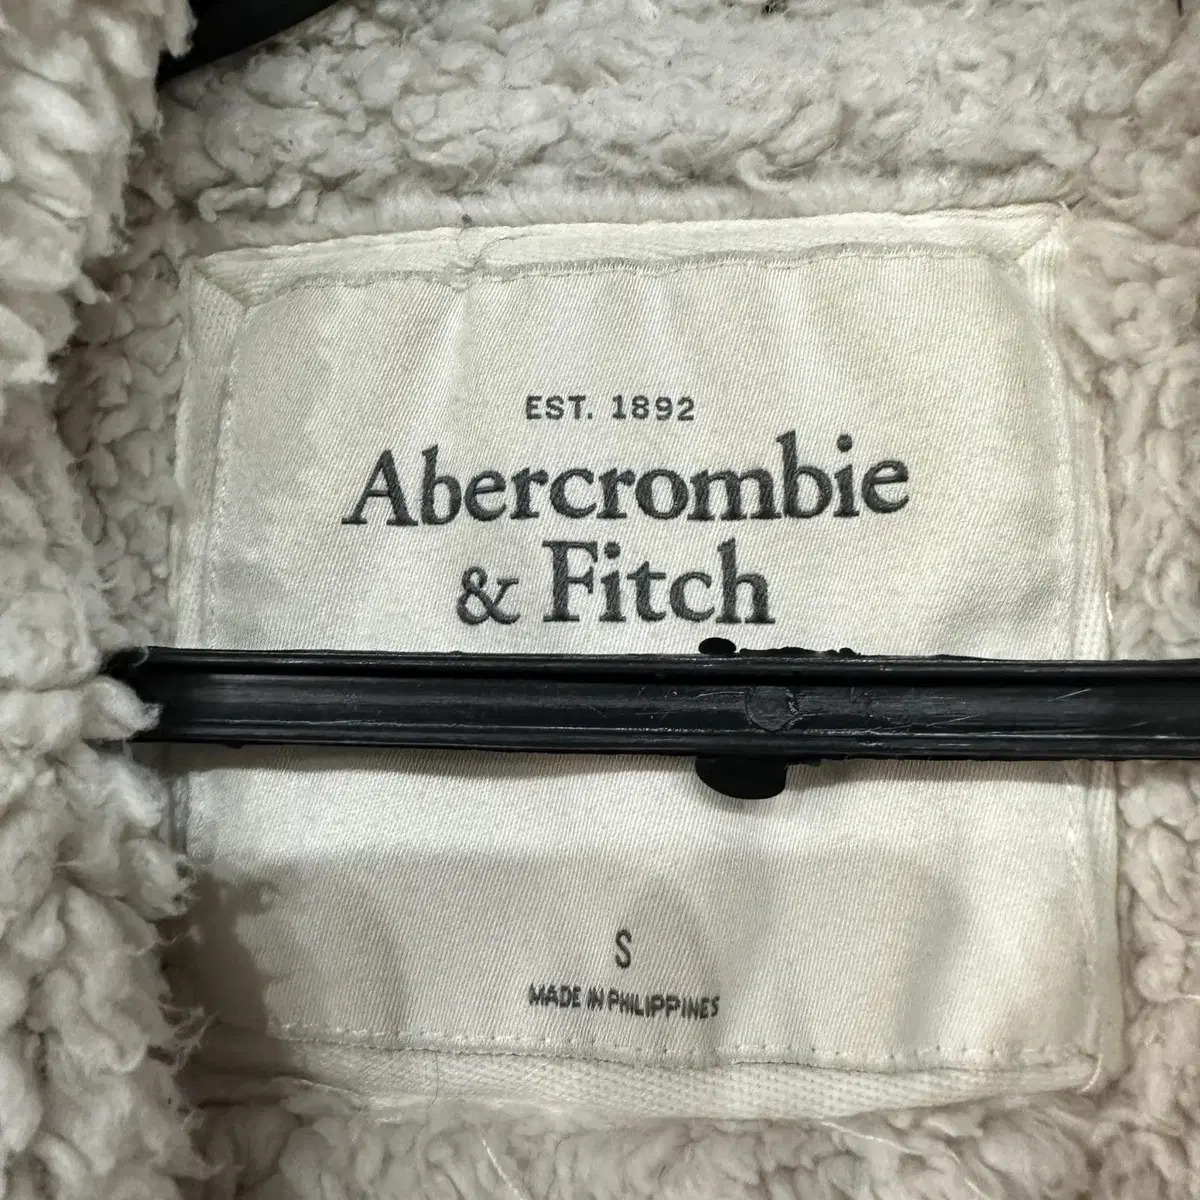 EST. 1892
Abercrombie
& Fitch
S
MADE IN PHILIPPINES